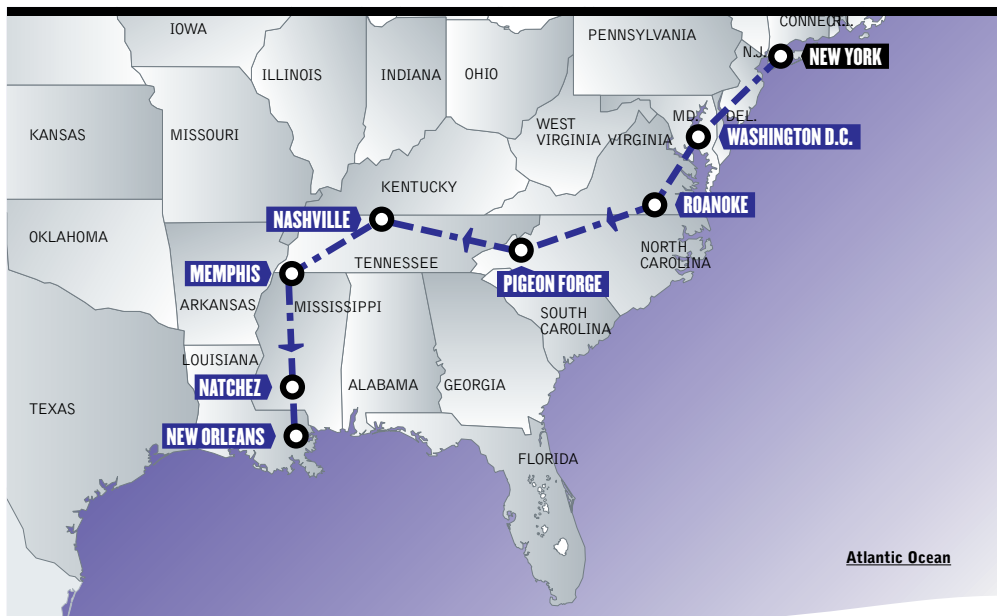 CONNECT.
R.I.
IOWA
PENNSYLVANIA
N.J.
NEW YORK
ILLINOIS
INDIANA
OHIO
MD.
DEL.
KANSAS
MISSOURI
WEST
VIRGINIA
VIRGINIA
WASHINGTON D.C.
KENTUCKY
ROANOKE
NASHVILLE
OKLAHOMA
NORTH
CAROLINA
TENNESSEE
MEMPHIS
PIGEON FORGE
ARKANSAS
MISSISSIPPI
SOUTH
CAROLINA
LOUISIANA
NATCHEZ
ALABAMA
GEORGIA
TEXAS
NEW ORLEANS
FLORIDA
Atlantic Ocean